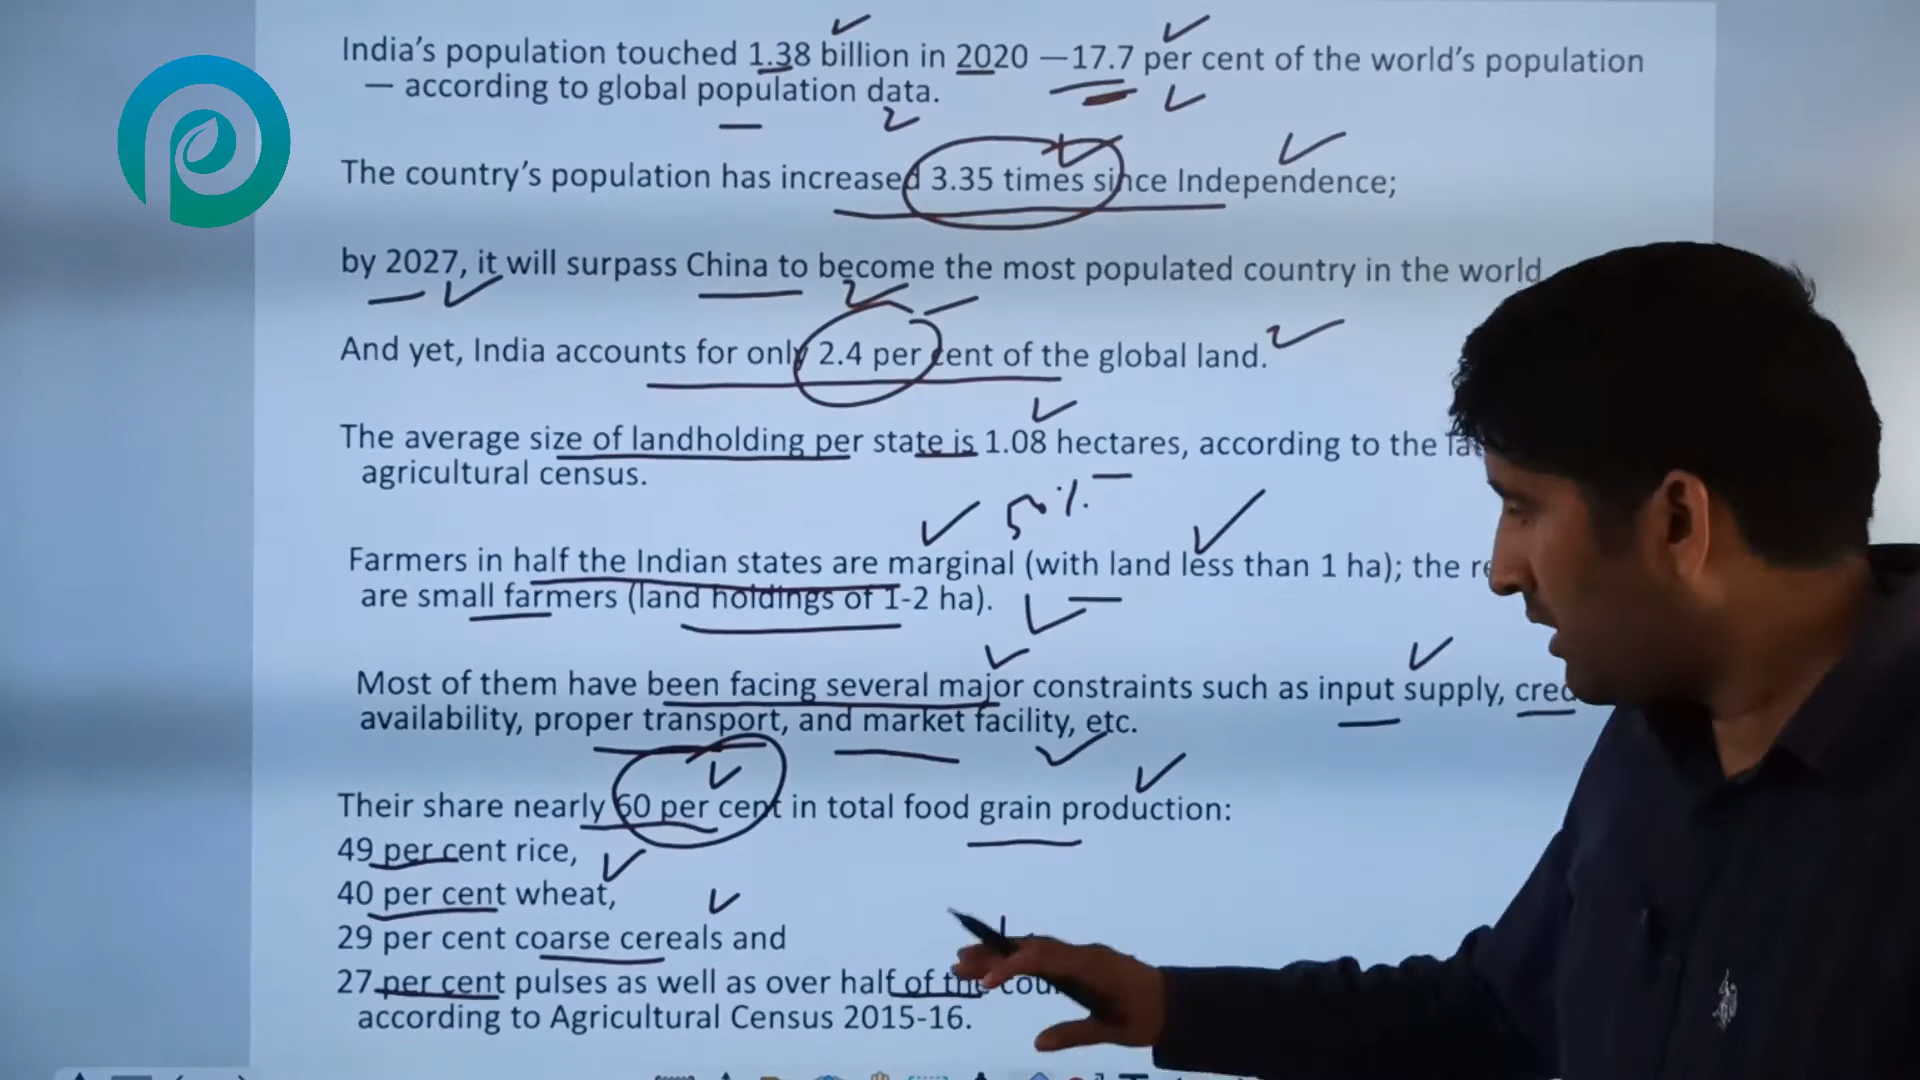 India's population touched 1.38 billion in 2020 —17.7 per cent of the world's population
— according to global population data.
The country's population has increased 3.35 times since Independence;
by 2027, it will surpass China to become the most populated country in the world
And yet, India accounts for only 2.4 per cent of the global land.
The average size of landholding per state is 1.08 hectares, according to the
agricultural census.
50%
Farmers in half the Indian states are marginal (with land less than 1 ha); the
are small farmers (land holdings of 1-2 ha).
Most of them have been facing several major constraints such as input supply,
availability, proper transport, and market facility, etc.
Their share nearly 60 per cent in total food grain production:
49 per cent rice,
40 per cent wheat,
29 per cent coarse cereals and
27 per cent pulses as well as over half of the
according to Agricultural Census 2015-16.